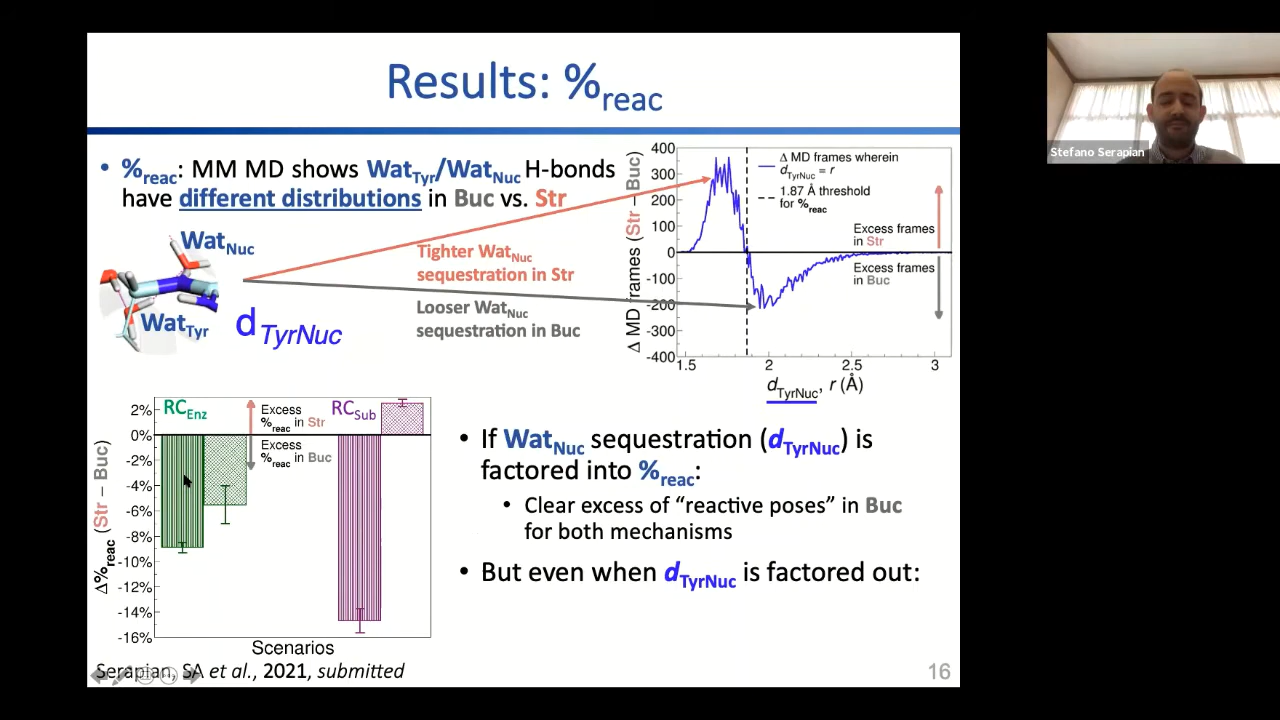 Results: %reac
• %reac: MM MD shows WatTyr/WatNuc H-bonds
have different distributions in Buc vs. Str
WatNuc
WatTyr
dTyrNuc
Tighter WatNuc
sequestration in Str
Looser WatNuc
sequestration in Buc
Δ MD frames (Str – Buc)
400
300
200
100
0
-100
-200
-300
-400
Δ MD frames wherein
dTyrNuc = r
1.87 Å threshold
for %reac
Excess frames
in Str
Excess frames
in Buc
1.5
2
2.5
3
dTyrNuc, r (Å)
Stefano Serapian
Δ%reac (Str – Buc)
2%
0%
-2%
-4%
-6%
-8%
-10%
-12%
-14%
-16%
RCEnz
Excess
%reac in Str
Excess
%reac in Buc
RCSub
Scenarios
• If WatNuc sequestration (dTyrNuc) is
factored into %reac:
• Clear excess of “reactive poses” in Buc
for both mechanisms
• But even when dTyrNuc is factored out:
Serapian, SA et al., 2021, submitted
16